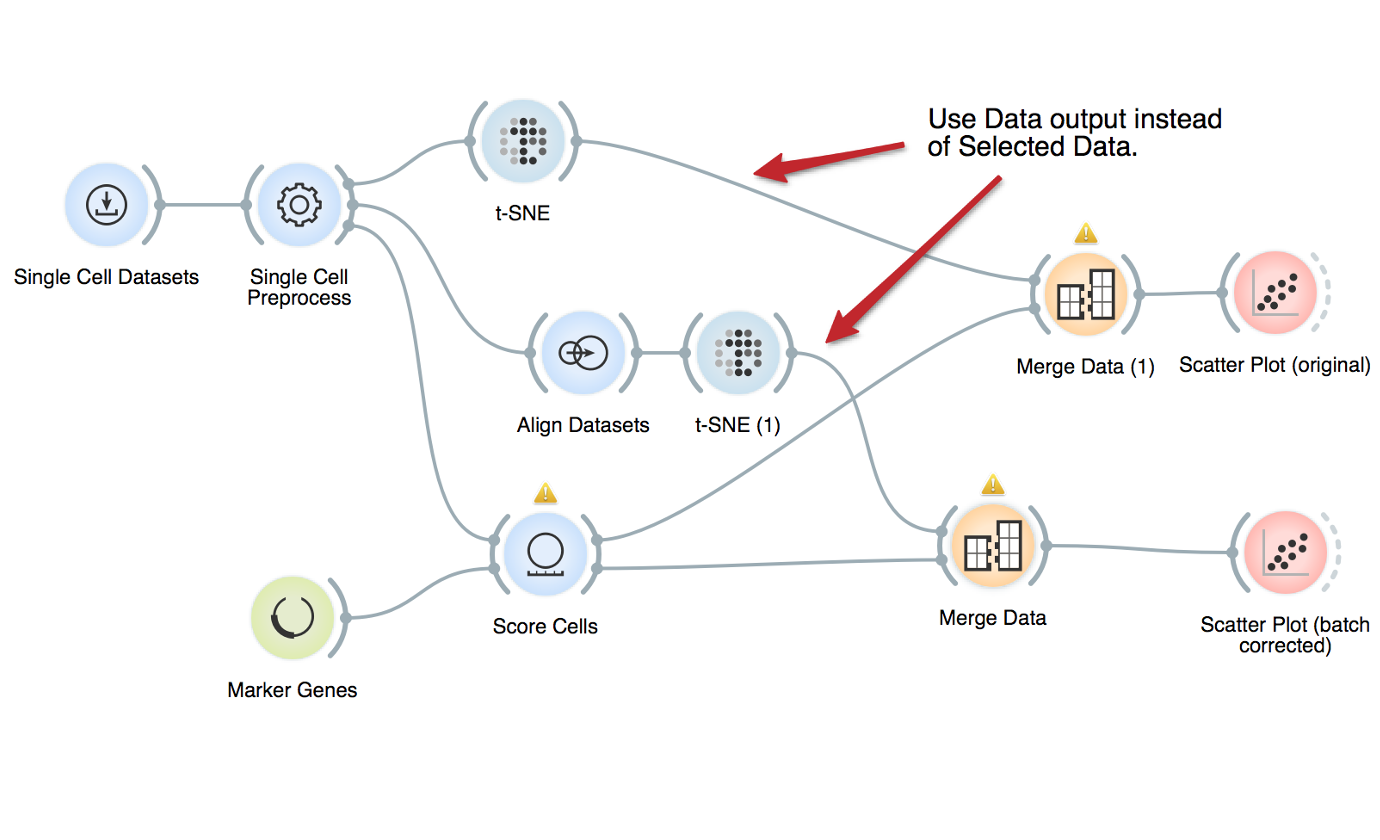 Use Data output instead
of Selected Data.
t-SNE
Single Cell Datasets
Single Cell
Preprocess
Merge Data (1)
Scatter Plot (original)
Align Datasets
t-SNE (1)
Score Cells
Merge Data
Scatter Plot (batch
corrected)
Marker Genes